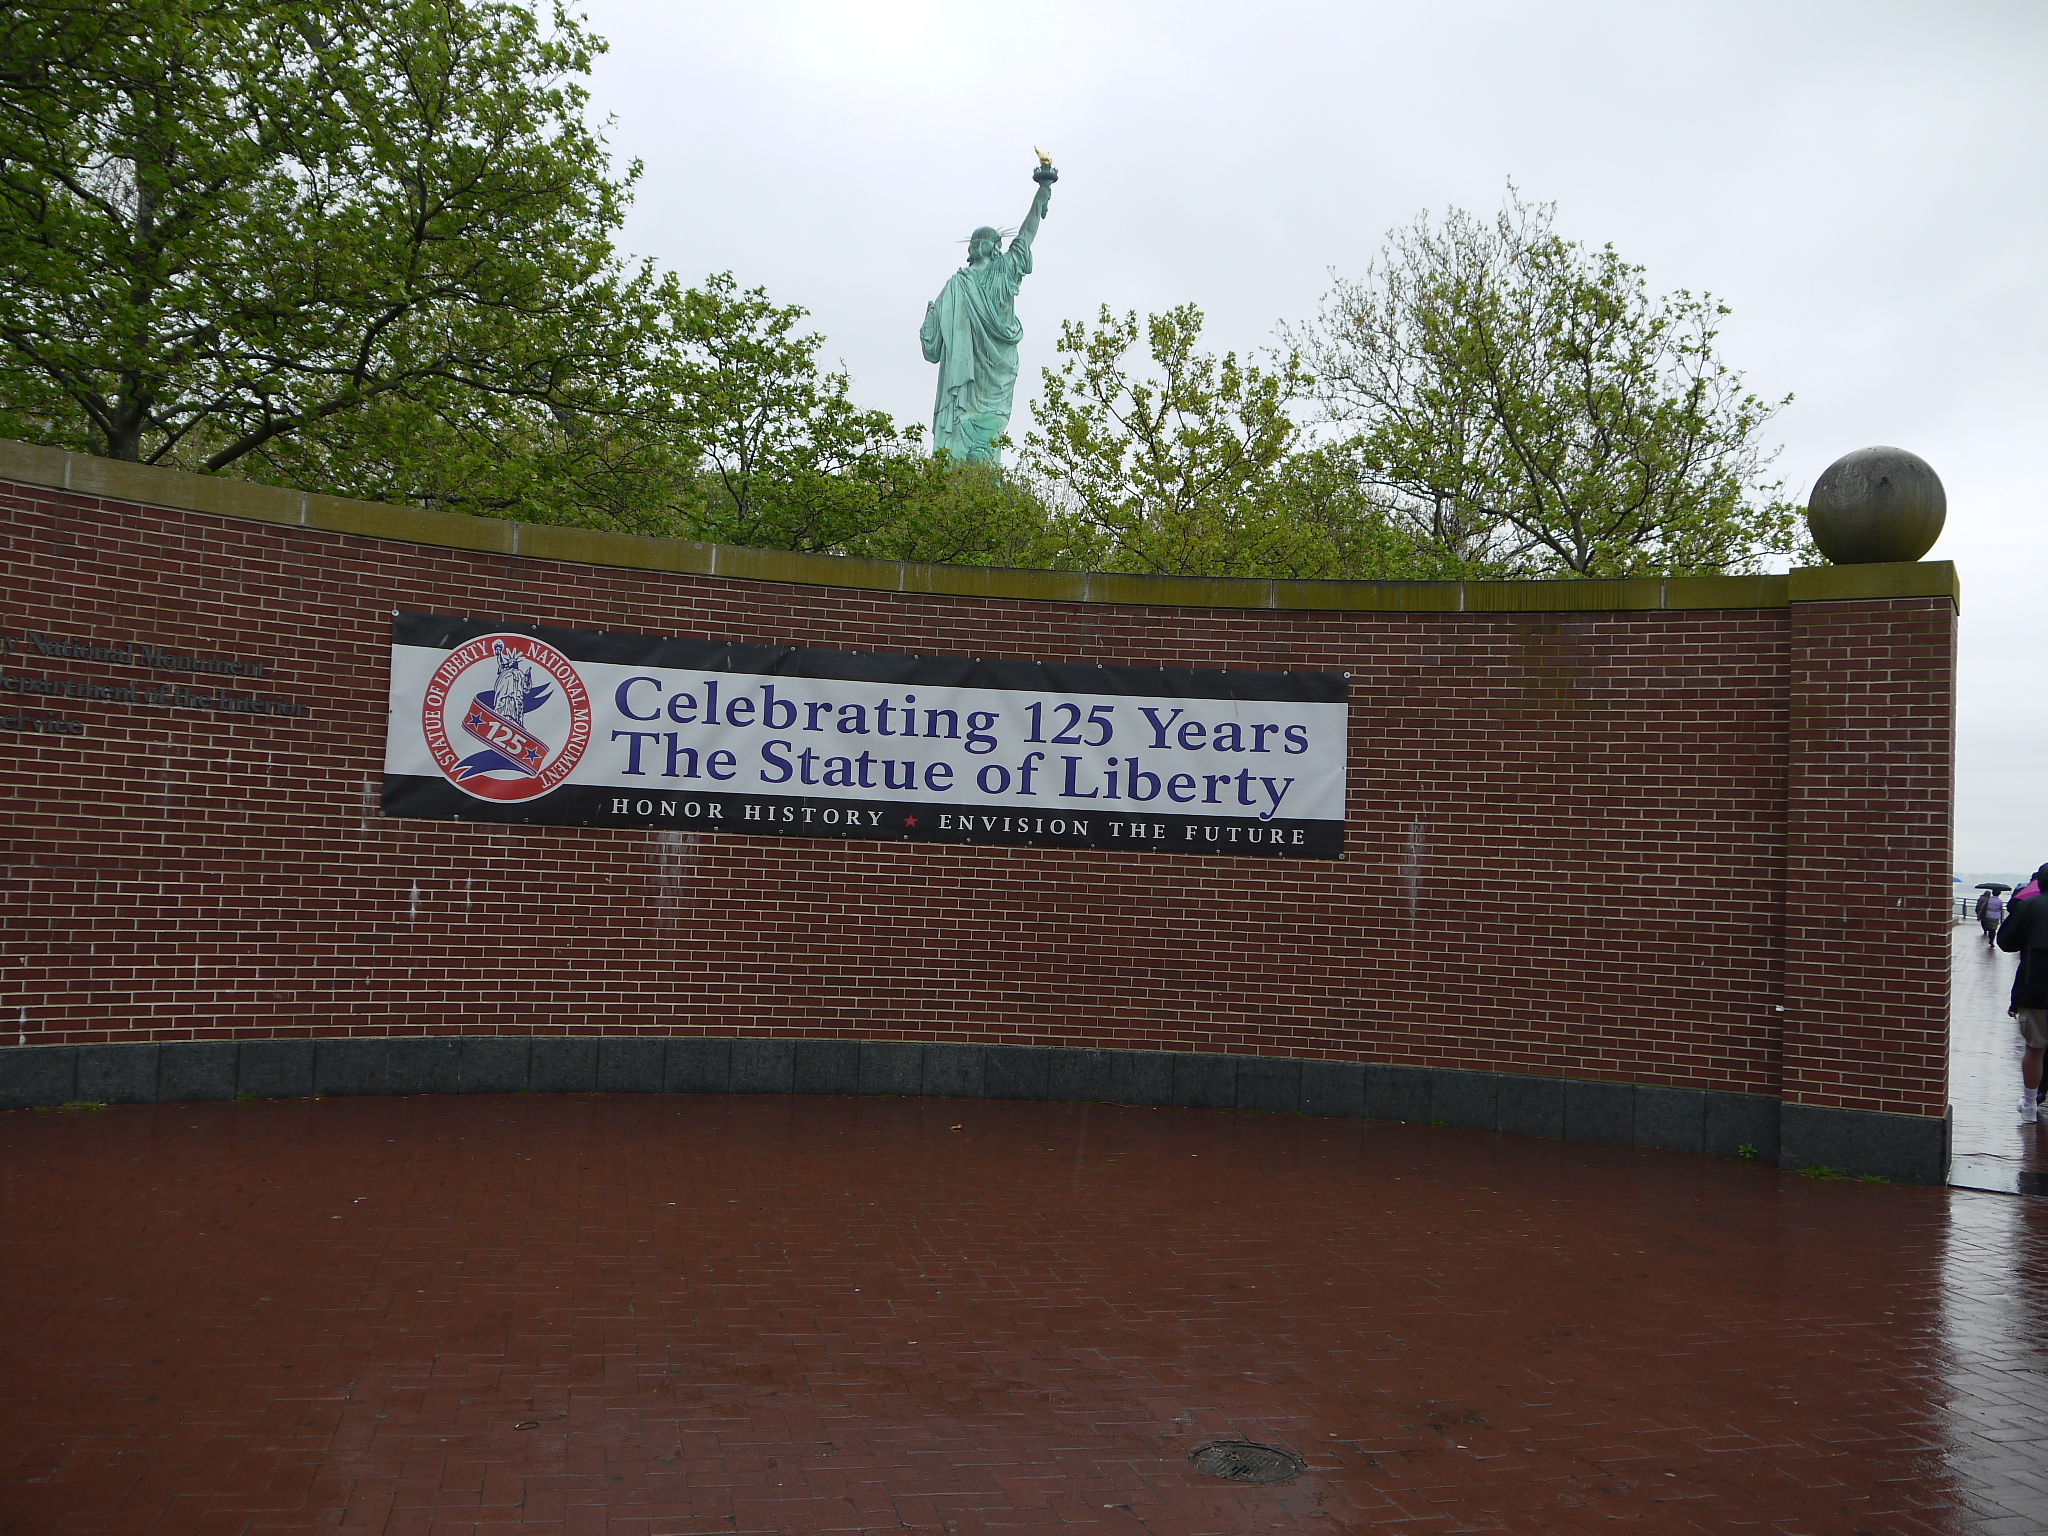 National Monument
Department of the Interior
Service
STATUE OF LIBERTY NATIONAL MONUMENT
125
Celebrating 125 Years
The Statue of Liberty
HONOR HISTORY ★ ENVISION THE FUTURE